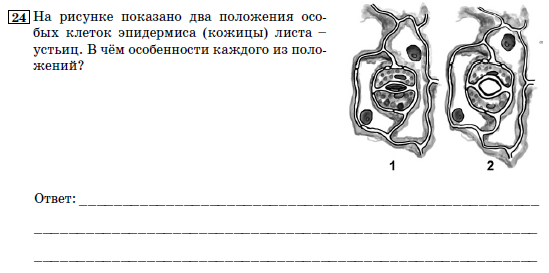 24 На рисунке показано два положения осо-
бых клеток эпидермиса (кожицы) листа –
устьиц. В чём особенности каждого из поло-
жений?
1 2
Ответ: